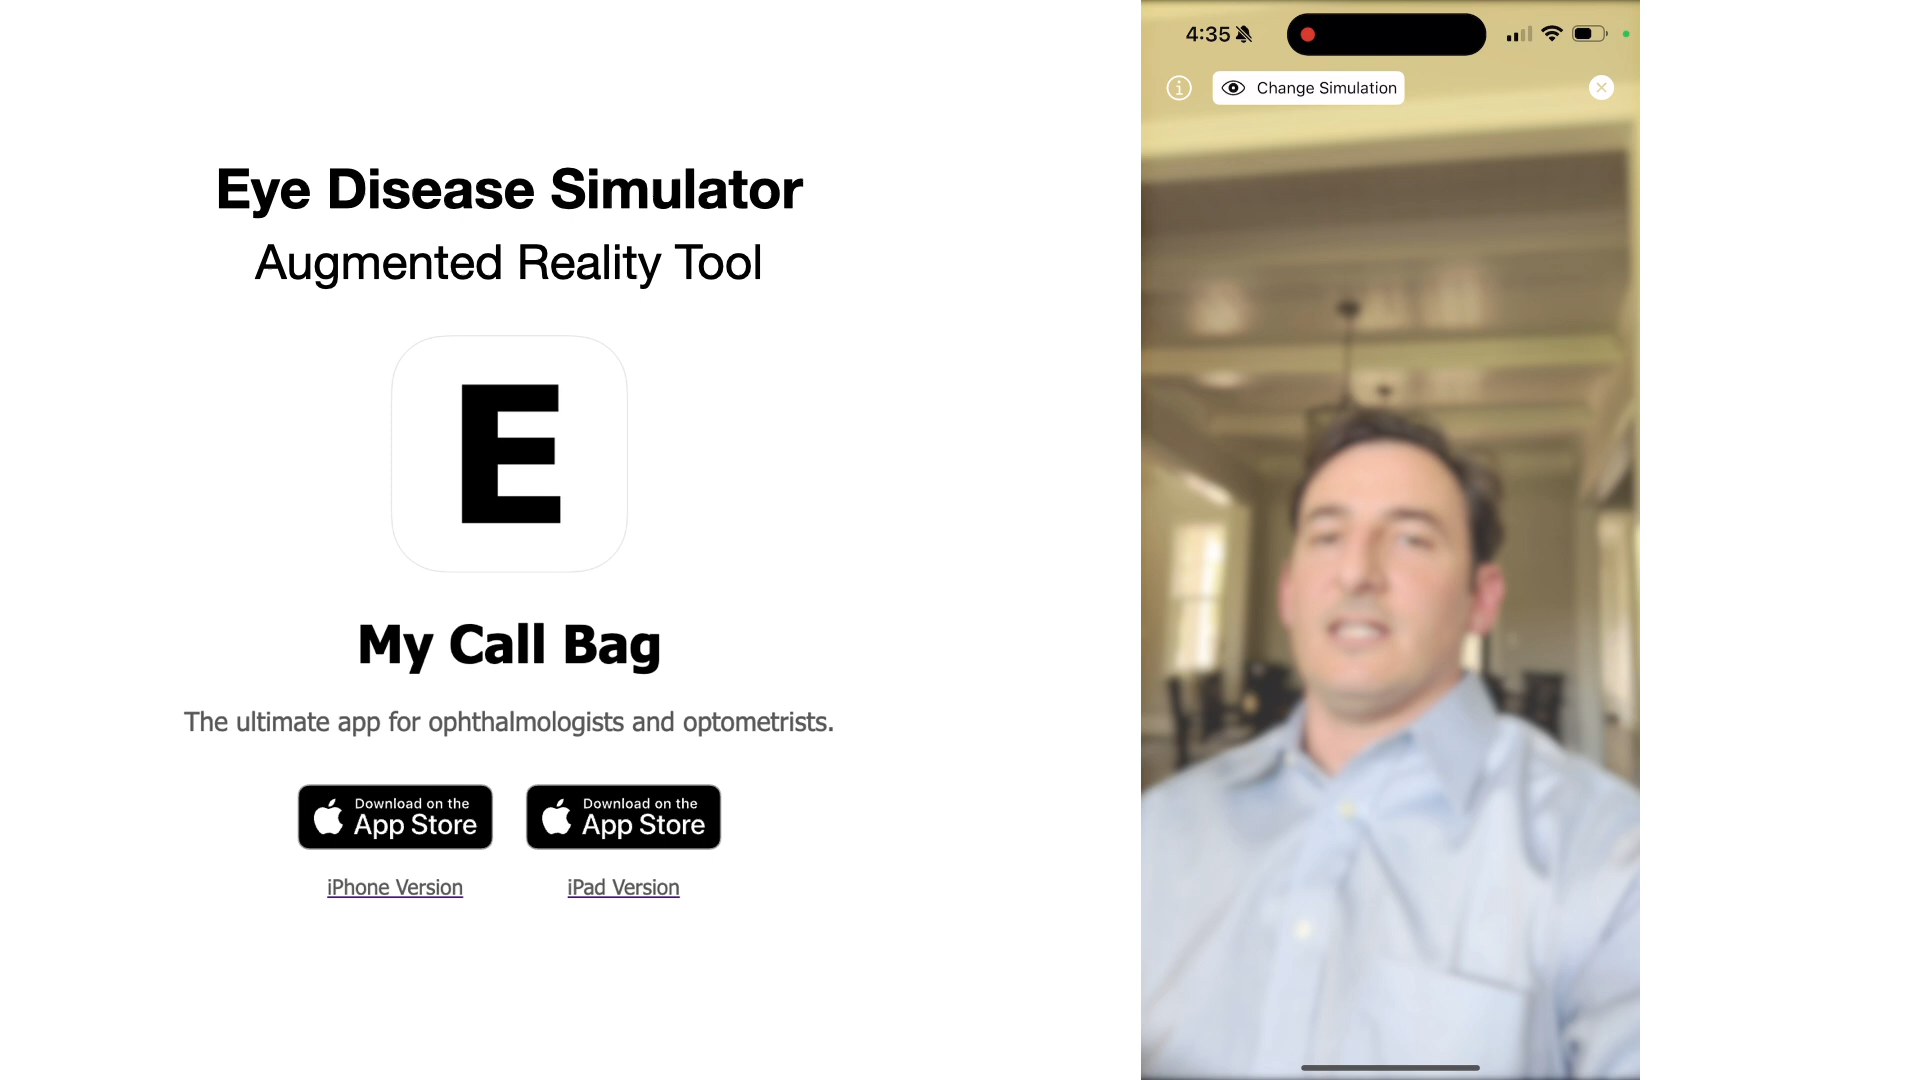 Eye Disease Simulator
Augmented Reality Tool
E
My Call Bag
The ultimate app for ophthalmologists and optometrists.
Download on the
App Store
Download on the
App Store
iPhone Version
iPad Version
4:35
Change Simulation